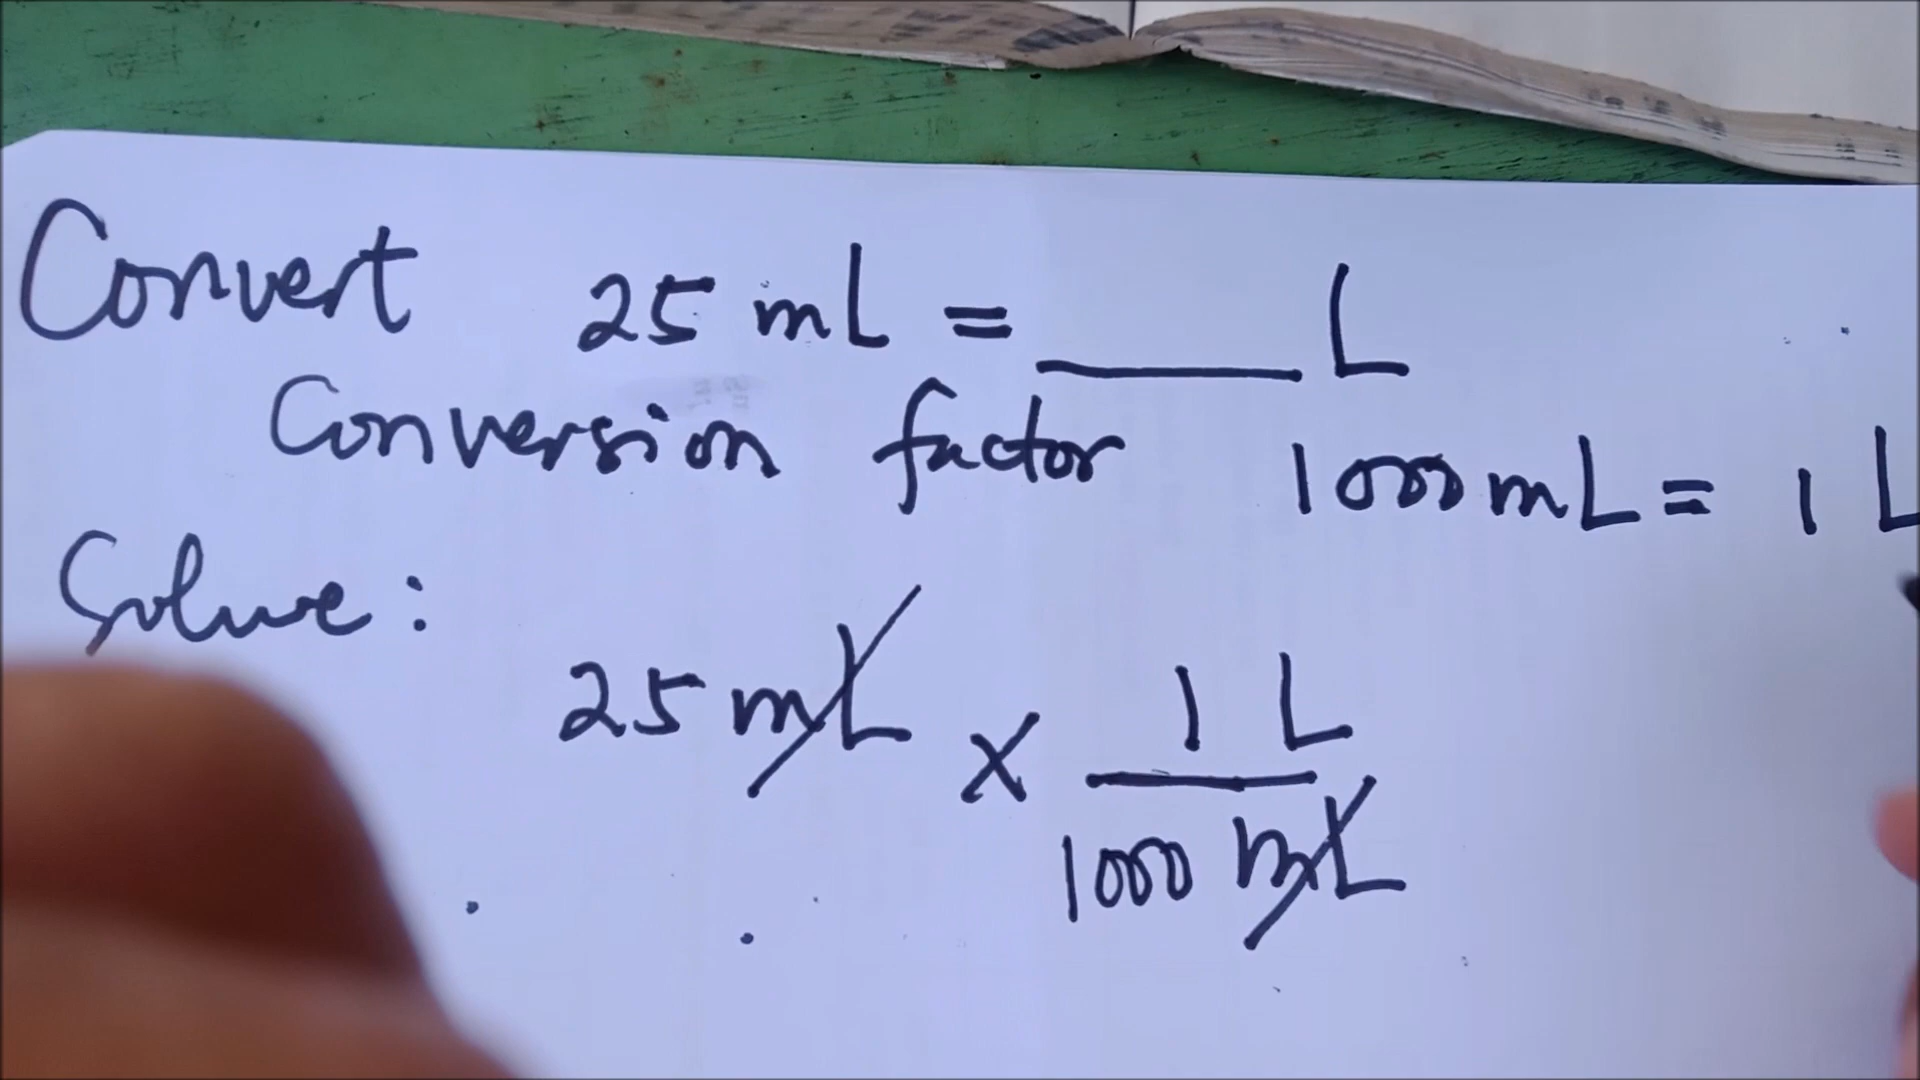 Convert 25 mL = ____ L
Conversion factor 1000 mL = 1 L
Solve:
25 mL x 1 L
1000 mL